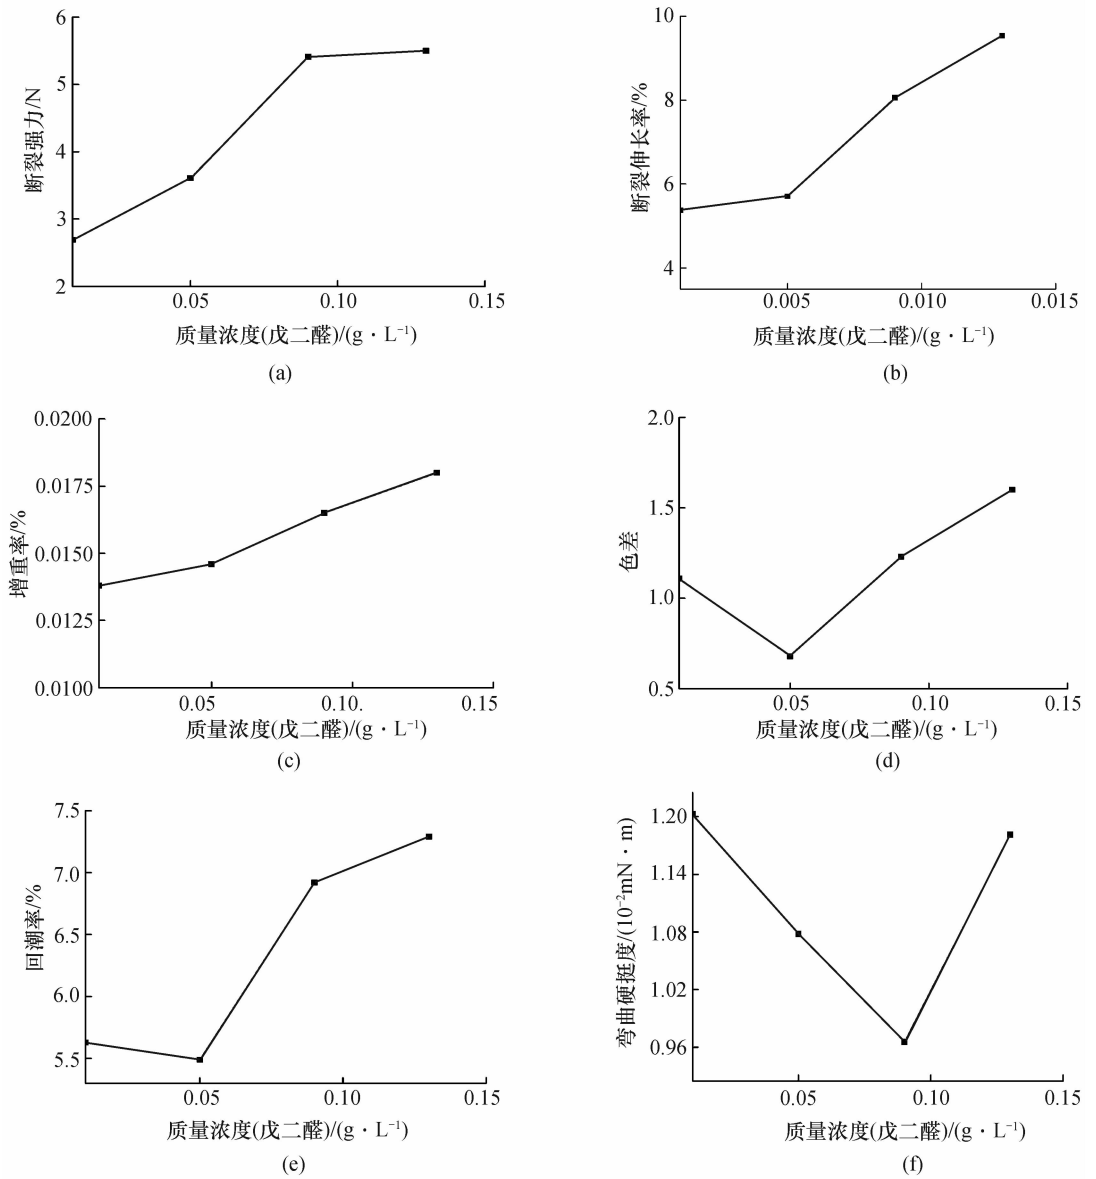 6
5
4
3
2
断裂强力/N
0.05
0.10
0.15
质量浓度(戊二醛)/(g·L⁻¹)
(a)
10
8
6
4
断裂伸长率/%
0.005
0.010
0.015
质量浓度(戊二醛)/(g·L⁻¹)
(b)
0.0200
0.0175
0.0150
0.0125
0.0100
增重率/%
0.05
0.10.
0.15
质量浓度(戊二醛)/(g·L⁻¹)
(c)
2.0
1.5
1.0
0.5
色差
0.05
0.10
0.15
质量浓度(戊二醛)/(g·L⁻¹)
(d)
7.5
7.0
6.5
6.0
5.5
回潮率/%
0.05
0.10
0.15
质量浓度(戊二醛)/(g·L⁻¹)
(e)
1.20
1.14
1.08
1.02
0.96
弯曲硬挺度/(10⁻²mN·m)
0.05
0.10
0.15
质量浓度(戊二醛)/(g·L⁻¹)
(f)